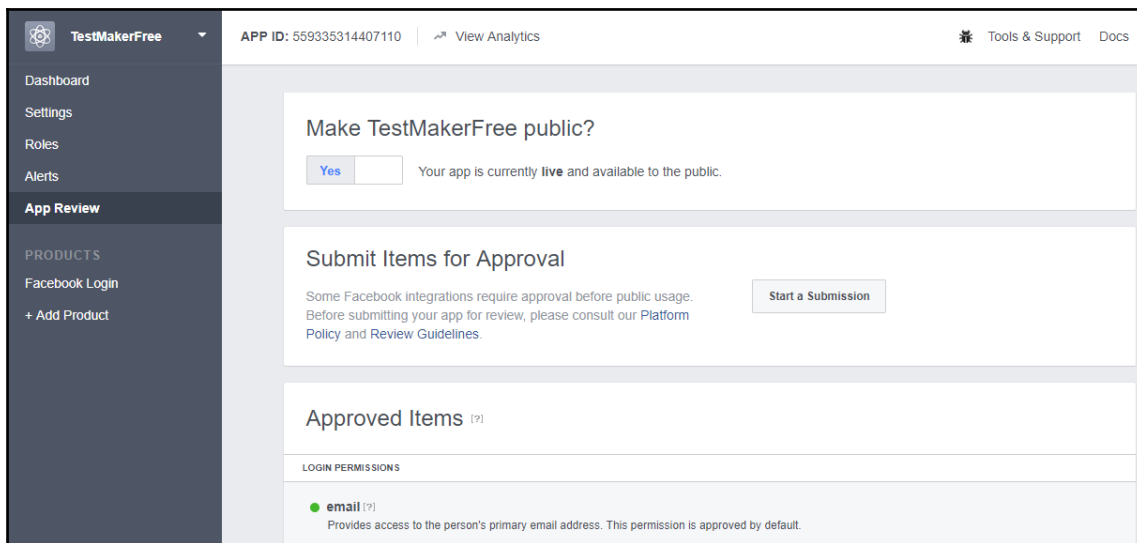 TestMakerFree
APP ID: 559335314407110
View Analytics
Tools & Support
Docs
Dashboard
Settings
Roles
Alerts
App Review
PRODUCTS
Facebook Login
+ Add Product
Make TestMakerFree public?
Yes
Your app is currently live and available to the public.
Submit Items for Approval
Some Facebook integrations require approval before public usage.
Before submitting your app for review, please consult our Platform
Policy and Review Guidelines.
Start a Submission
Approved Items [?]
LOGIN PERMISSIONS
email [?]
Provides access to the person's primary email address. This permission is approved by default.